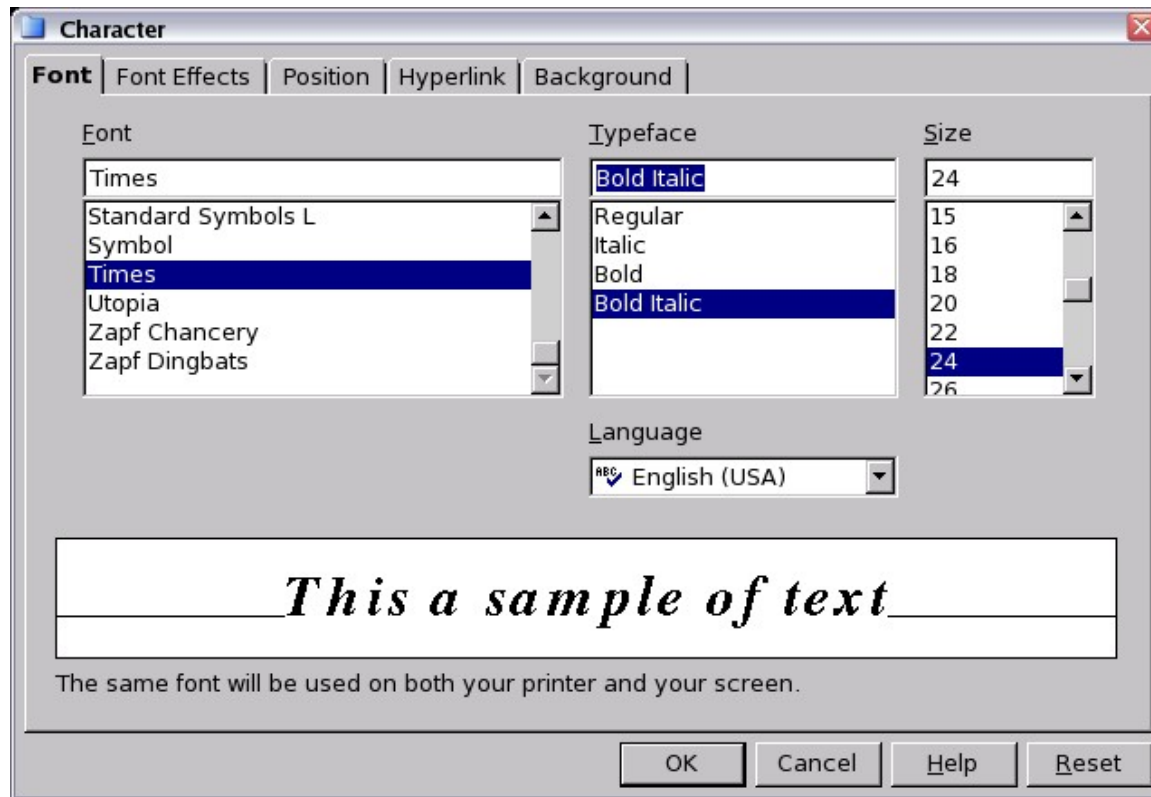 Character
Font Font Effects Position Hyperlink Background
Font
Times
Standard Symbols L
Symbol
Times
Utopia
Zapf Chancery
Zapf Dingbats
Typeface
Bold Italic
Regular
Italic
Bold
Bold Italic
Size
24
15
16
18
20
22
24
26
Language
ABC English (USA)
This a sample of text
The same font will be used on both your printer and your screen.
OK Cancel Help Reset